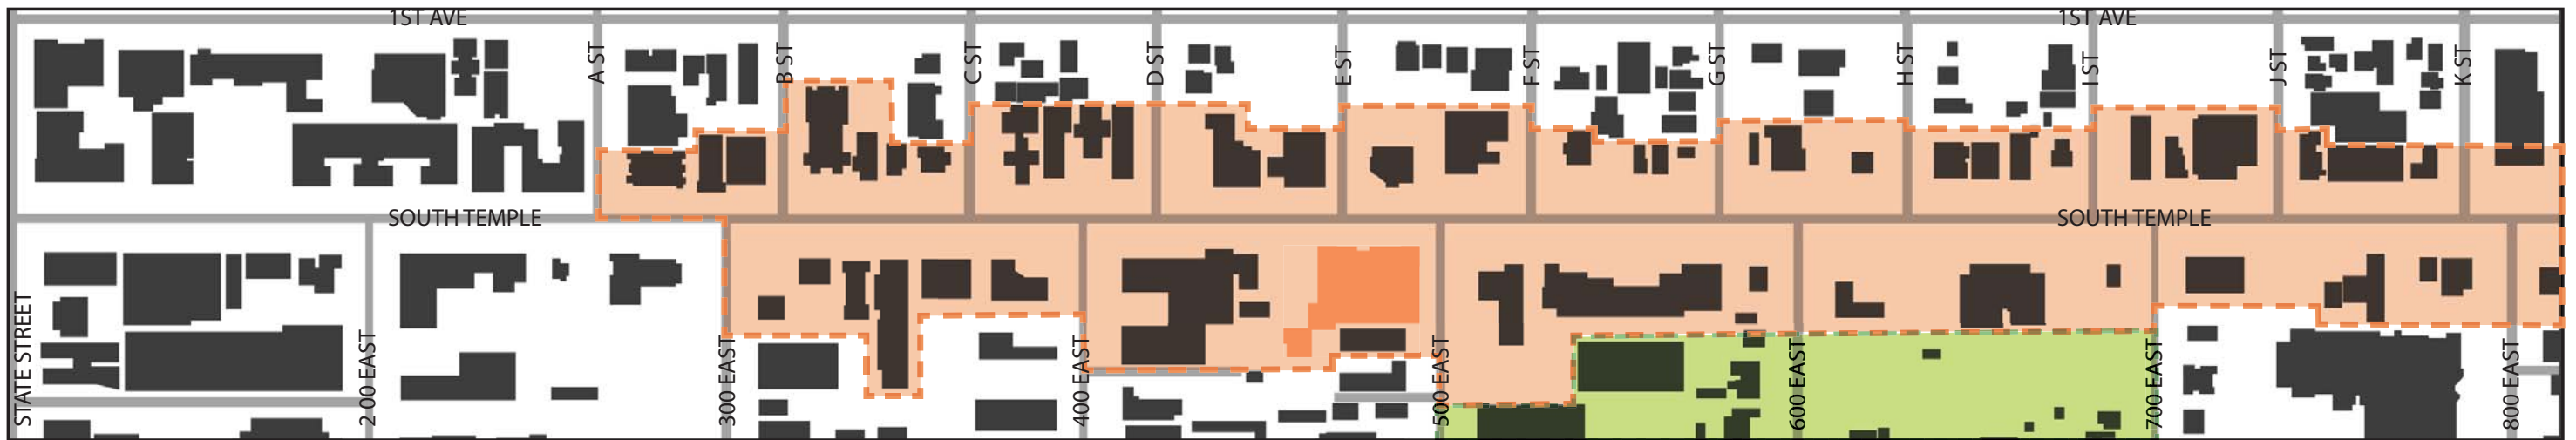 1ST AVE
1ST AVE
A ST
B ST
C ST
D ST
E ST
F ST
G ST
H ST
I ST
J ST
K ST
SOUTH TEMPLE
SOUTH TEMPLE
STATE STREET
200 EAST
300 EAST
400 EAST
500 EAST
600 EAST
700 EAST
800 EAST